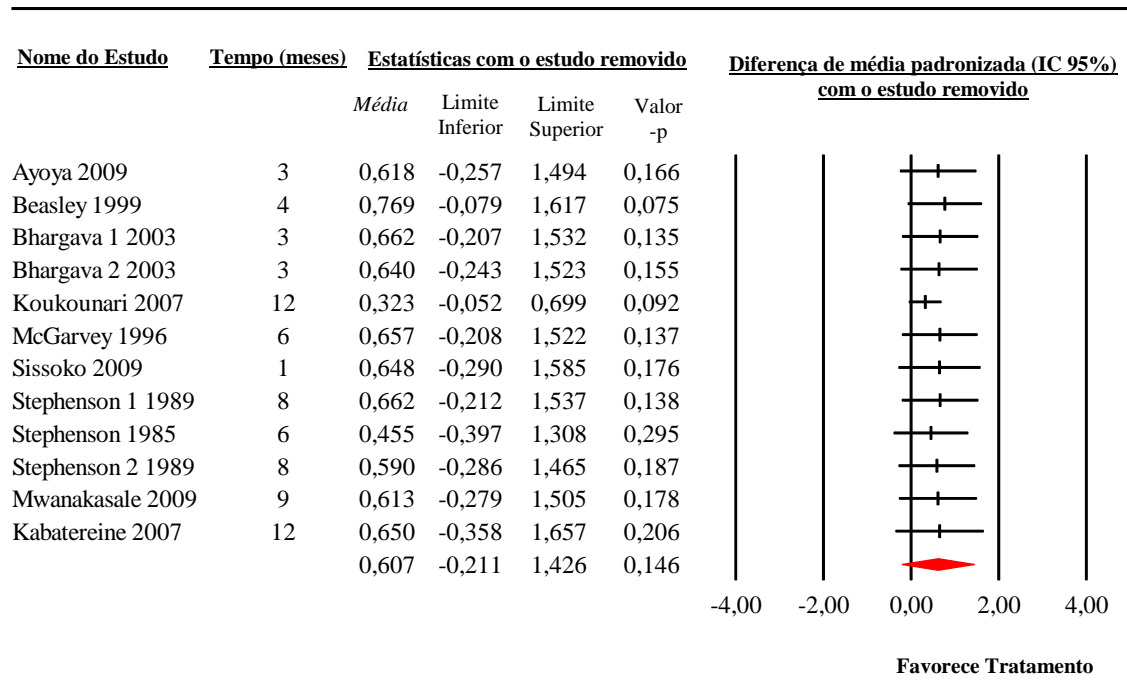 Nome do Estudo Tempo (meses) Estatísticas com o estudo removido Diferença de média padronizada (IC 95%) com o estudo removido
Média Limite Inferior Limite Superior Valor -p
Ayoya 2009 3 0,618 -0,257 1,494 0,166
Beasley 1999 4 0,769 -0,079 1,617 0,075
Bhargava 1 2003 3 0,662 -0,207 1,532 0,135
Bhargava 2 2003 3 0,640 -0,243 1,523 0,155
Koukounari 2007 12 0,323 -0,052 0,699 0,092
McGarvey 1996 6 0,657 -0,208 1,522 0,137
Sissoko 2009 1 0,648 -0,290 1,585 0,176
Stephenson 1 1989 8 0,662 -0,212 1,537 0,138
Stephenson 1985 6 0,455 -0,397 1,308 0,295
Stephenson 2 1989 8 0,590 -0,286 1,465 0,187
Mwanakasale 2009 9 0,613 -0,279 1,505 0,178
Kabatereine 2007 12 0,650 -0,358 1,657 0,206
0,607 -0,211 1,426 0,146
-4,00 -2,00 0,00 2,00 4,00
Favorece Tratamento